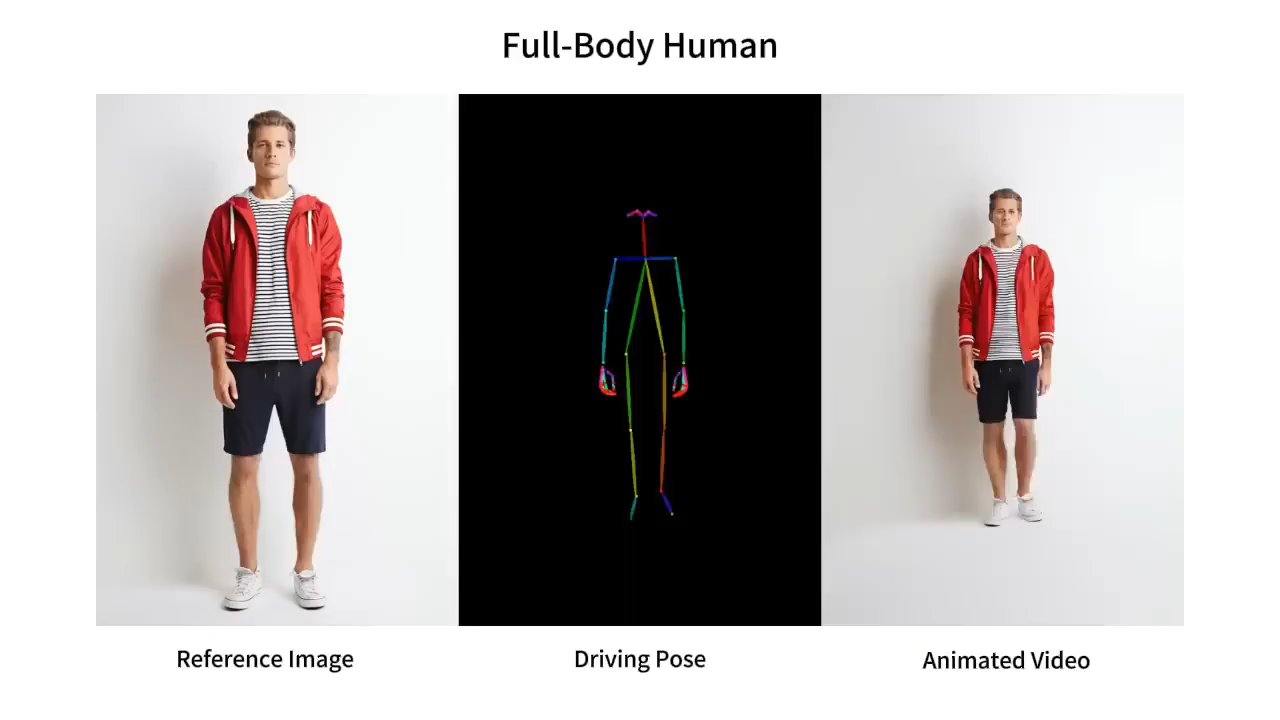 Full-Body Human
Reference Image
Driving Pose
Animated Video